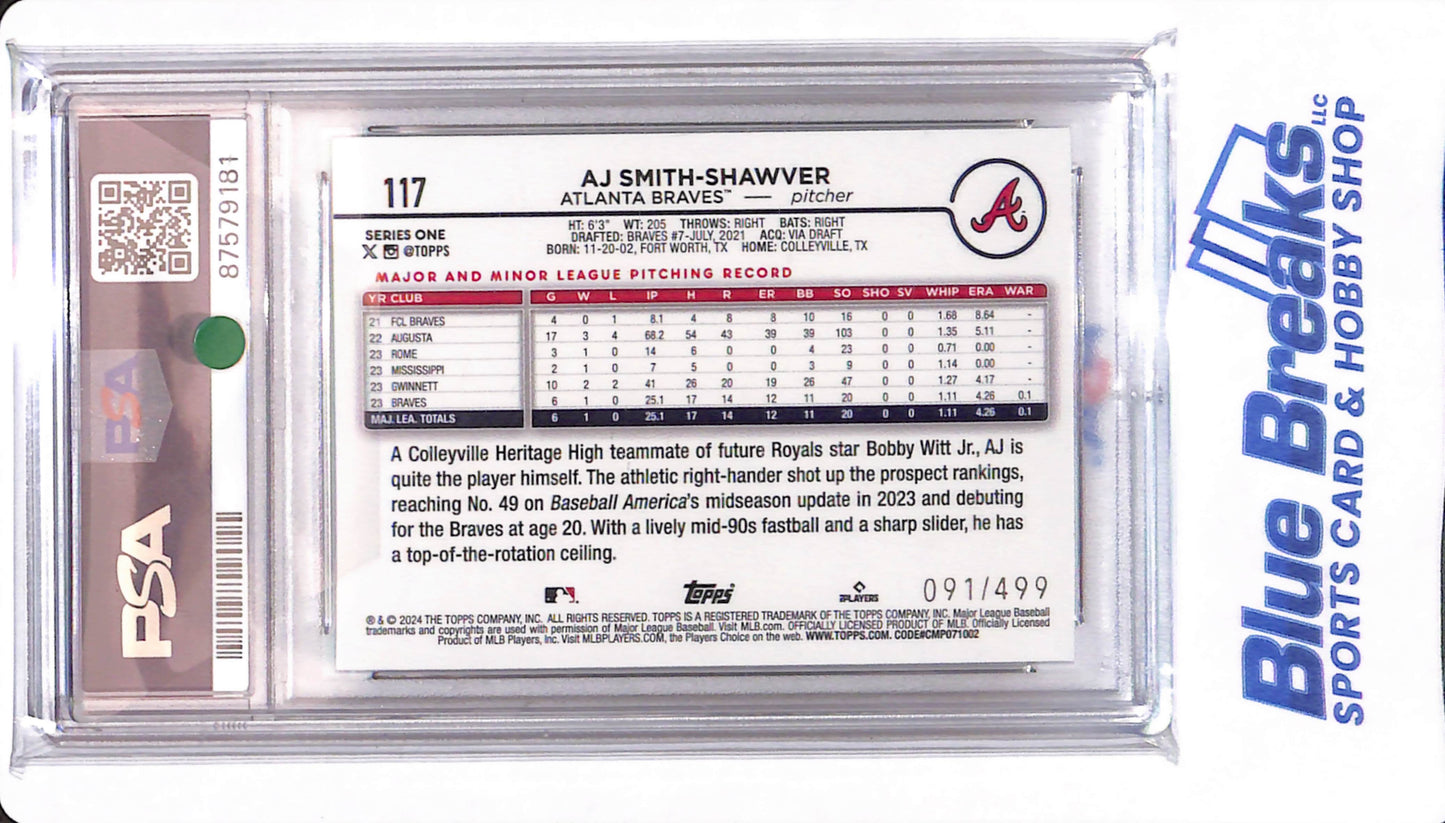 PSA
87579181
117
AJ SMITH-SHAWVER
ATLANTA BRAVES™ — pitcher
A
SERIES ONE
X @TOPPS
HT: 6'3" WT: 205 THROWS: RIGHT BATS: RIGHT
DRAFTED: BRAVES #7-JULY, 2021 ACQ: VIA DRAFT
BORN: 11-20-02, FORT WORTH, TX HOME: COLLEYVILLE, TX
MAJOR AND MINOR LEAGUE PITCHING RECORD
YR CLUB G W L IP H R ER BB SO SHO SV WHIP ERA WAR
21 FCL BRAVES 4 0 1 8.1 4 8 8 10 16 0 0 1.68 8.64 -
22 AUGUSTA 17 3 4 68.2 54 43 39 39 103 0 0 1.35 5.11 -
23 ROME 3 1 0 14 6 0 0 4 23 0 0 0.71 0.00 -
23 MISSISSIPPI 2 1 0 7 5 0 0 3 9 0 0 1.14 0.00 -
23 GWINNETT 10 2 2 41 26 20 19 26 47 0 0 1.27 4.17 -
23 BRAVES 6 1 0 25.1 17 14 12 11 20 0 0 1.11 4.26 0.1
MAJ. LEA. TOTALS 6 1 0 25.1 17 14 12 11 20 0 0 1.11 4.26 0.1
A Colleyville Heritage High teammate of future Royals star Bobby Witt Jr., AJ is
quite the player himself. The athletic right-hander shot up the prospect rankings,
reaching No. 49 on Baseball America's midseason update in 2023 and debuting
for the Braves at age 20. With a lively mid-90s fastball and a sharp slider, he has
a top-of-the-rotation ceiling.
topps
PLAYERS
091/499
® & © 2024 THE TOPPS COMPANY, INC. ALL RIGHTS RESERVED. TOPPS IS A REGISTERED TRADEMARK OF THE TOPPS COMPANY, INC. Major League Baseball
trademarks and copyrights are used with permission of Major League Baseball. Visit MLB.com. OFFICIALLY LICENSED PRODUCT OF MLB. Officially Licensed
Product of MLB Players, Inc. Visit MLBPLAYERS.COM, the Players Choice on the web. WWW.TOPPS.COM. CODE#CMP071002
Blue Breaks LLC
SPORTS CARD & HOBBY SHOP